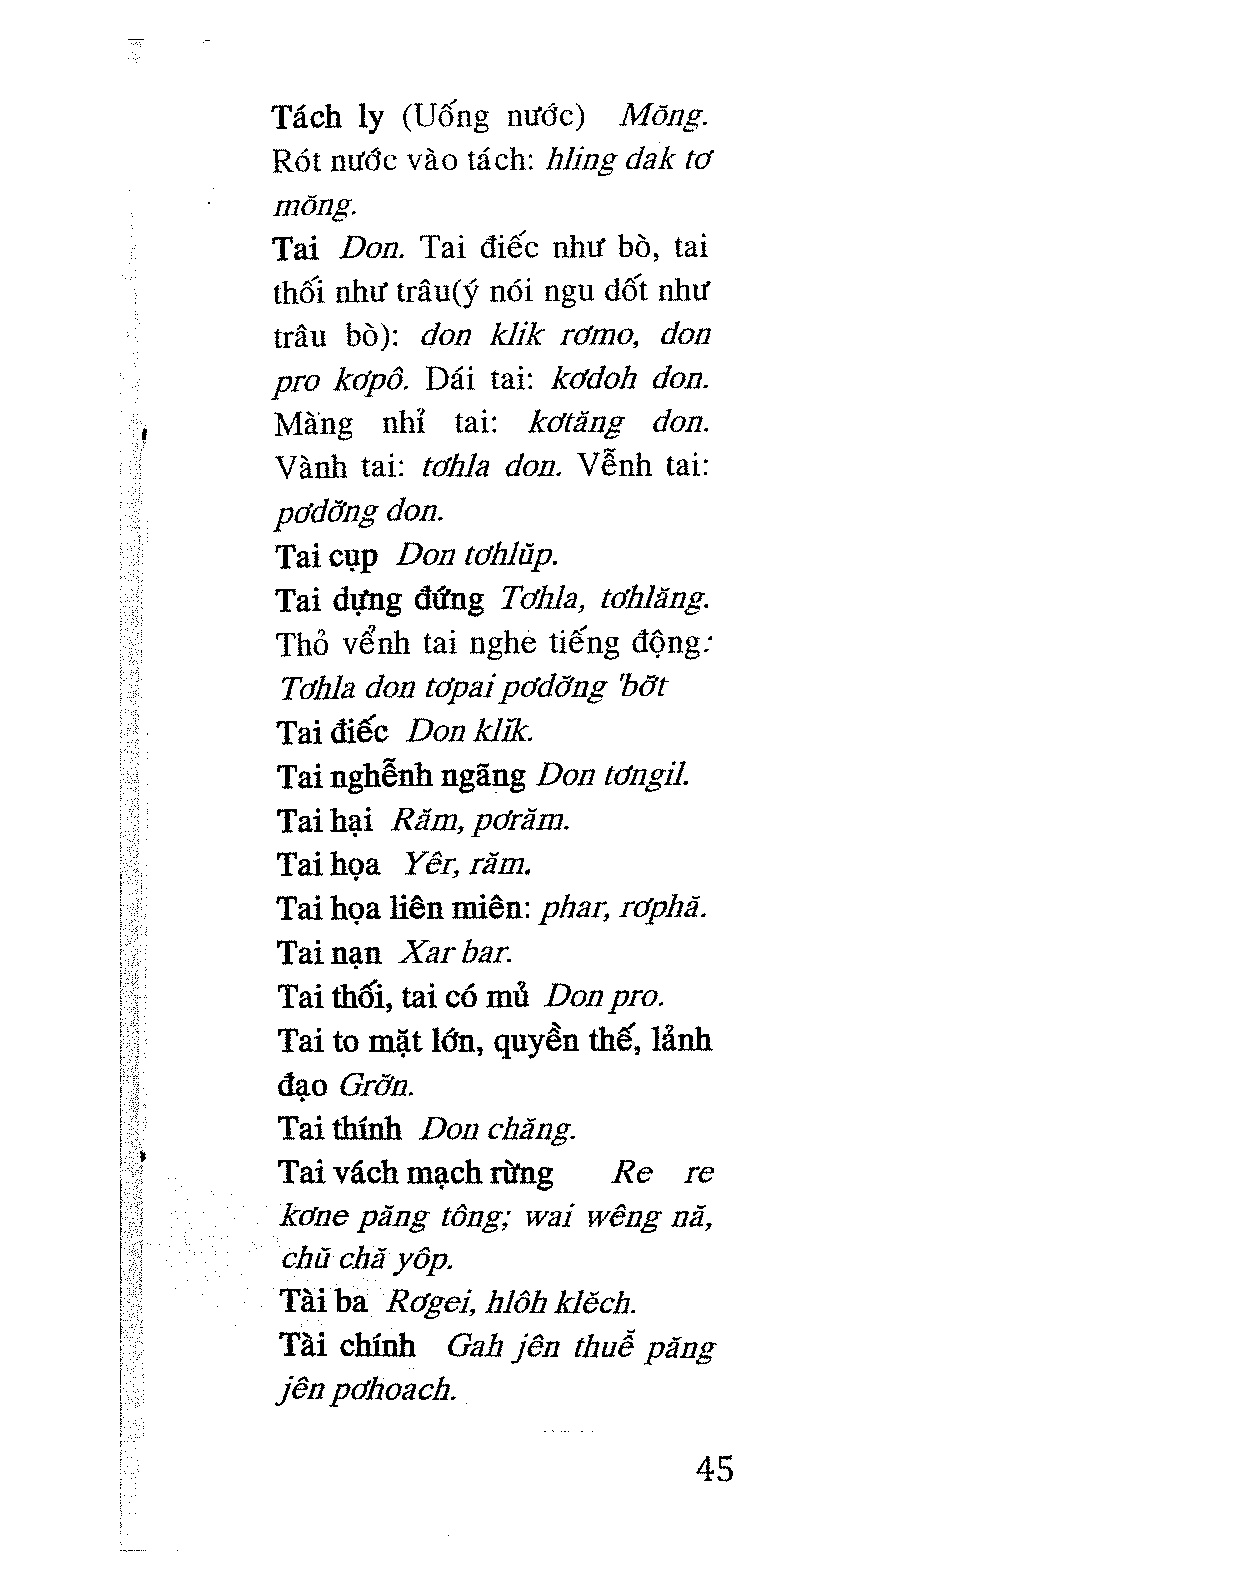 Tách ly (Uống nước) Mŏng.
Rót nước vào tách: hling dak tơ
mŏng.
Tai Don. Tai điếc như bò, tai
thối như trâu(ý nói ngu dốt như
trâu bò): don klik rơmo, don
pro kơpô. Dái tai: kơdoh don.
Màng nhỉ tai: kơtăng don.
Vành tai: tơhla don. Vễnh tai:
pơdơ̆ng don.
Tai cụp Don tơhlŭp.
Tai dựng đứng Tơhla, tơhlăng.
Thỏ vểnh tai nghe tiếng động:
Tơhla don tơpai pơdơ̆ng 'bơ̆t
Tai điếc Don klĭk.
Tai nghễnh ngãng Don tơngil.
Tai hại Răm, pơrăm.
Tai họa Yêr, răm.
Tai họa liên miên: phar, rơphă.
Tai nạn Xar bar.
Tai thối, tai có mủ Don pro.
Tai to mặt lớn, quyền thế, lảnh
đạo Grơ̆n.
Tai thính Don chăng.
Tai vách mạch rừng Re re
kơne păng tông; wai wêng nă,
chŭ chă yôp.
Tài ba Rơgei, hlôh klĕch.
Tài chính Gah jên thuê̆ păng
jên pơhoach.
45